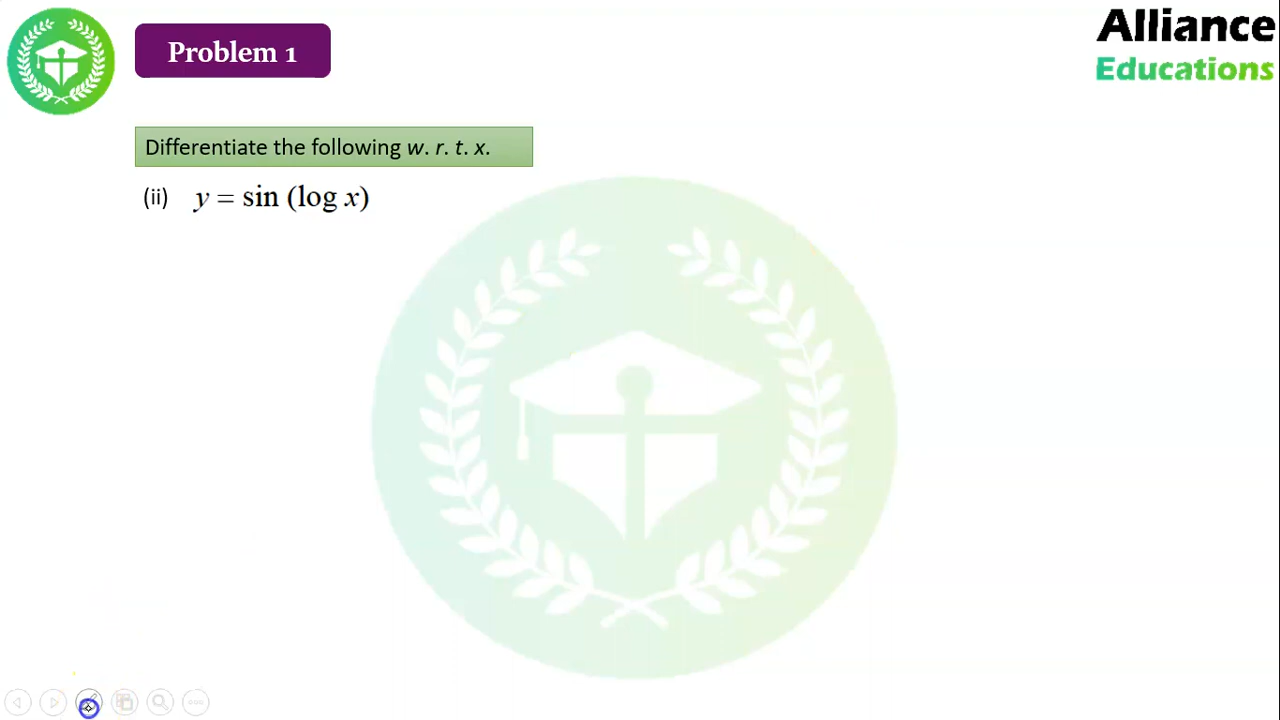 Problem 1
Alliance
Educations
Differentiate the following w. r. t. x.
(ii) y = sin (log x)